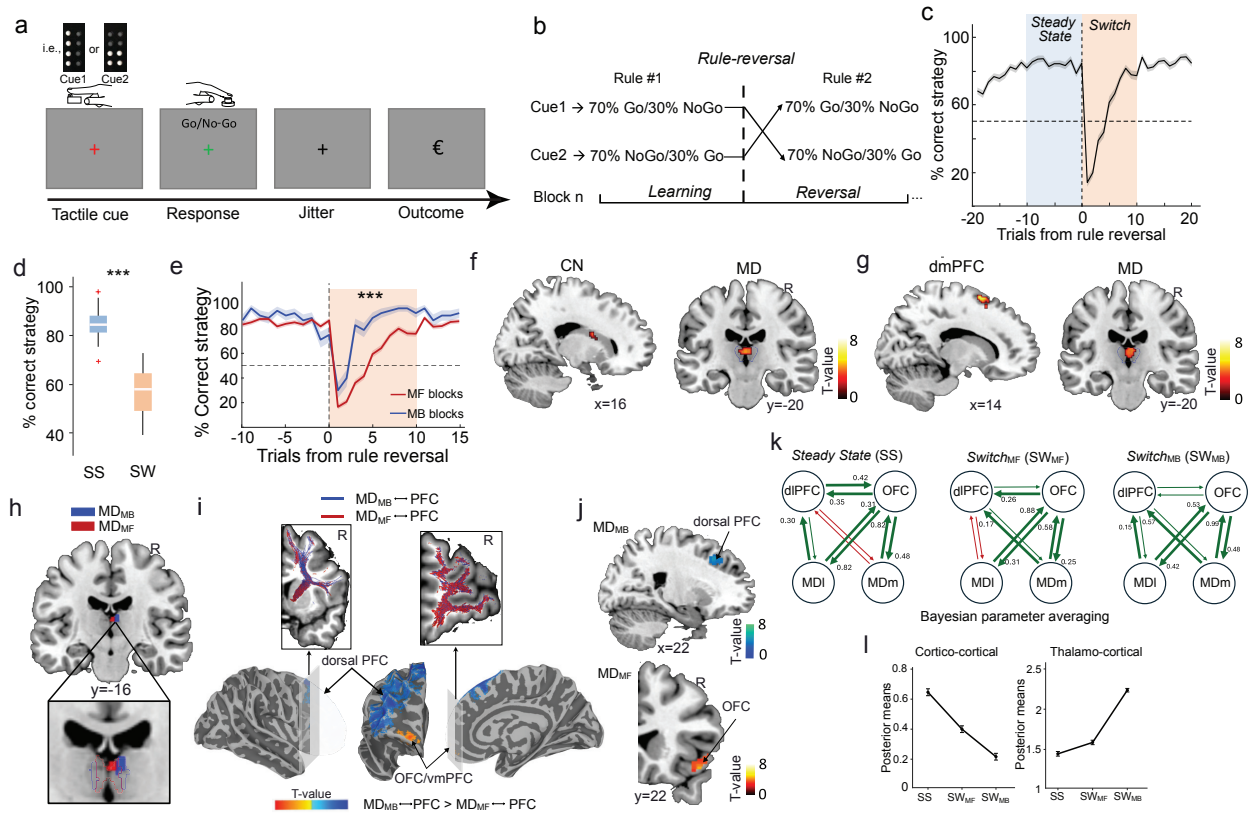 a
i.e.,
or
Cue1
Cue2
Go/No-Go
+
+
+
€
Tactile cue
Response
Jitter
Outcome
b
Rule-reversal
Rule #1
Rule #2
Cue1 → 70% Go/30% NoGo
70% Go/30% NoGo
Cue2 → 70% NoGo/30% Go
70% NoGo/30% Go
Block n
Learning
Reversal
...
c
Steady State
Switch
% correct strategy
100
80
60
40
20
-20
-10
0
10
20
Trials from rule reversal
d
***
% correct strategy
100
80
60
40
SS
SW
e
***
% Correct strategy
100
80
60
40
20
MF blocks
MB blocks
-10
-5
0
5
10
15
Trials from rule reversal
f
CN
MD
R
x=16
y=-20
8
T-value
0
g
dmPFC
MD
R
x=14
y=-20
8
T-value
0
h
MDMB
MDMF
R
y=-16
i
MDMB ↔ PFC
MDMF ↔ PFC
R
R
dorsal PFC
OFC/vmPFC
T-value
MDMB↔PFC > MDMF↔ PFC
j
MDMB
dorsal PFC
x=22
8
T-value
0
MDMF
R
OFC
y=22
8
T-value
0
k
Steady State (SS)
SwitchMF (SWMF)
SwitchMB (SWMB)
dlPFC
OFC
MDl
MDm
0.42
0.35
0.31
0.30
0.82
0.82
0.48
dlPFC
OFC
MDl
MDm
0.26
0.17
0.88
0.58
0.31
0.25
dlPFC
OFC
MDl
MDm
0.53
0.15
0.57
0.99
0.42
0.48
Bayesian parameter averaging
l
Cortico-cortical
Posterior means
0.8
0.6
0.4
0.2
0
SS
SWMF
SWMB
Thalamo-cortical
Posterior means
2.5
2
1.5
1
SS
SWMF
SWMB